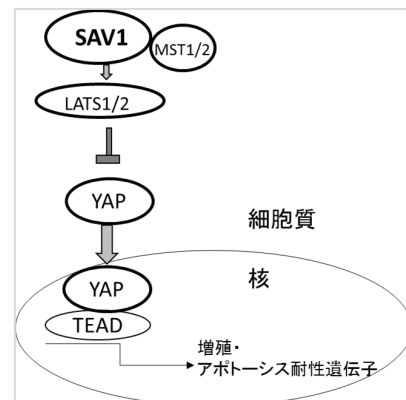 SAV1
MST1/2
LATS1/2
YAP
細胞質
核
YAP
TEAD
増殖・
アポトーシス耐性遺伝子